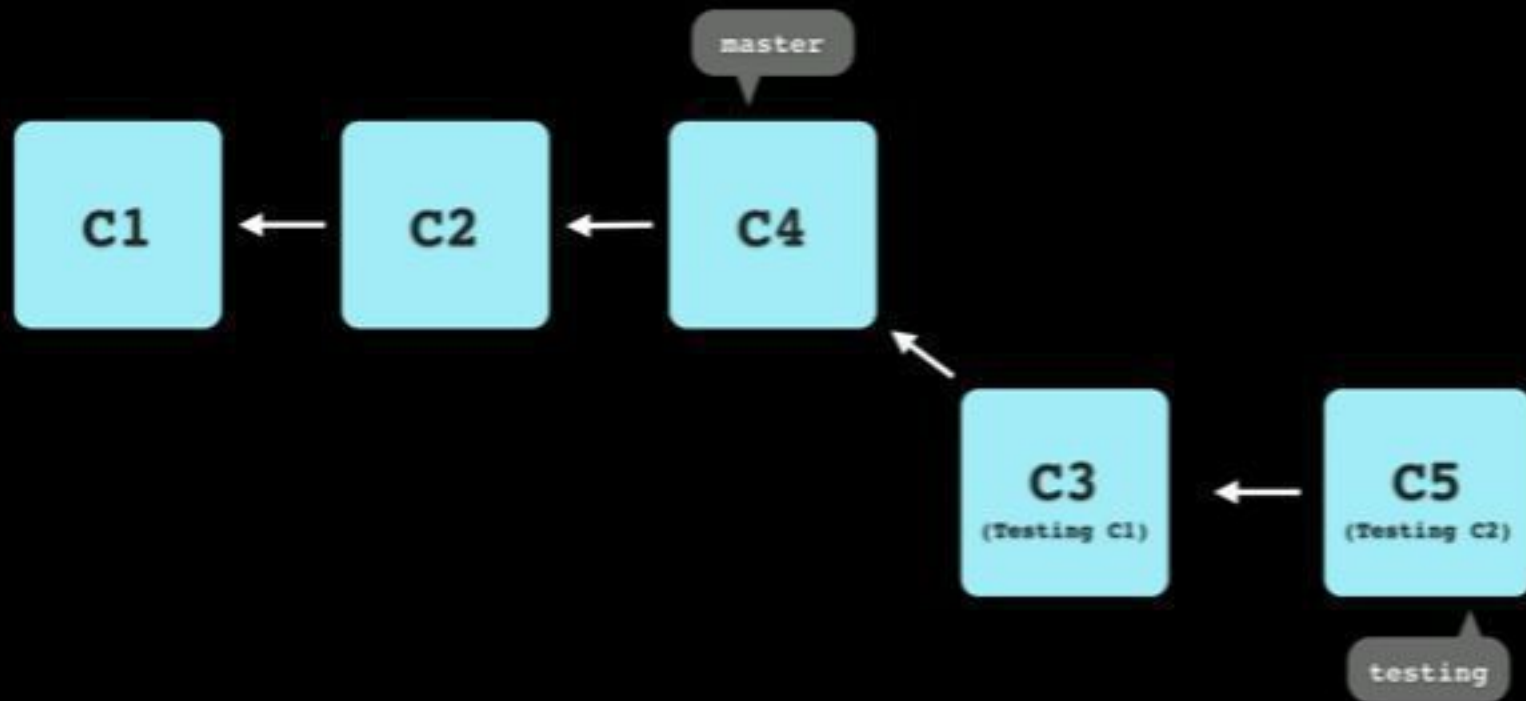 master
C1
C2
C4
C3
(Testing C1)
C5
(Testing C2)
testing